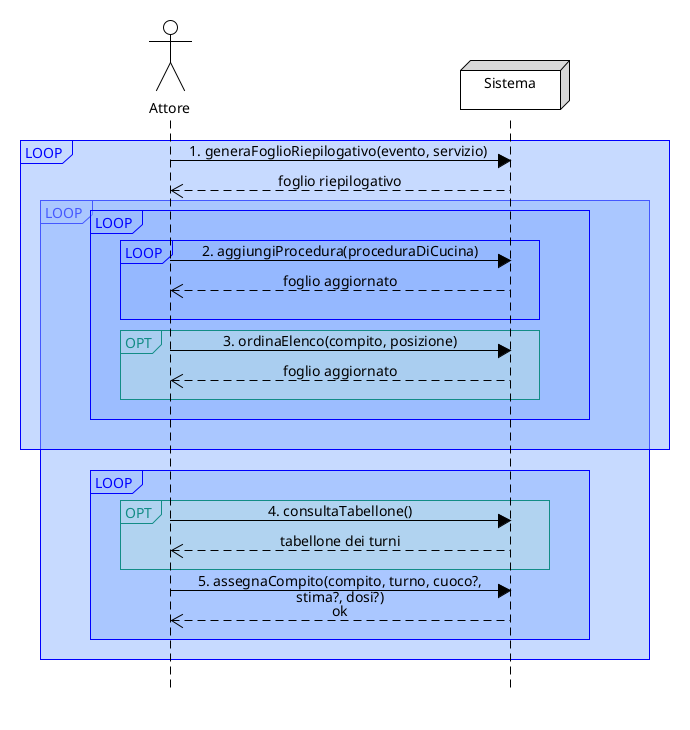 Sistema
Attore
LOOP
1. generaFoglioRiepilogativo(evento, servizio)
foglio riepilogativo
LOOP
LOOP
LOOP
2. aggiungiProcedura(proceduraDiCucina)
foglio aggiornato
OPT
3. ordinaElenco(compito, posizione)
foglio aggiornato
LOOP
OPT
4. consultaTabellone()
tabellone dei turni
5. assegnaCompito(compito, turno, cuoco?,
stima?, dosi?)
ok